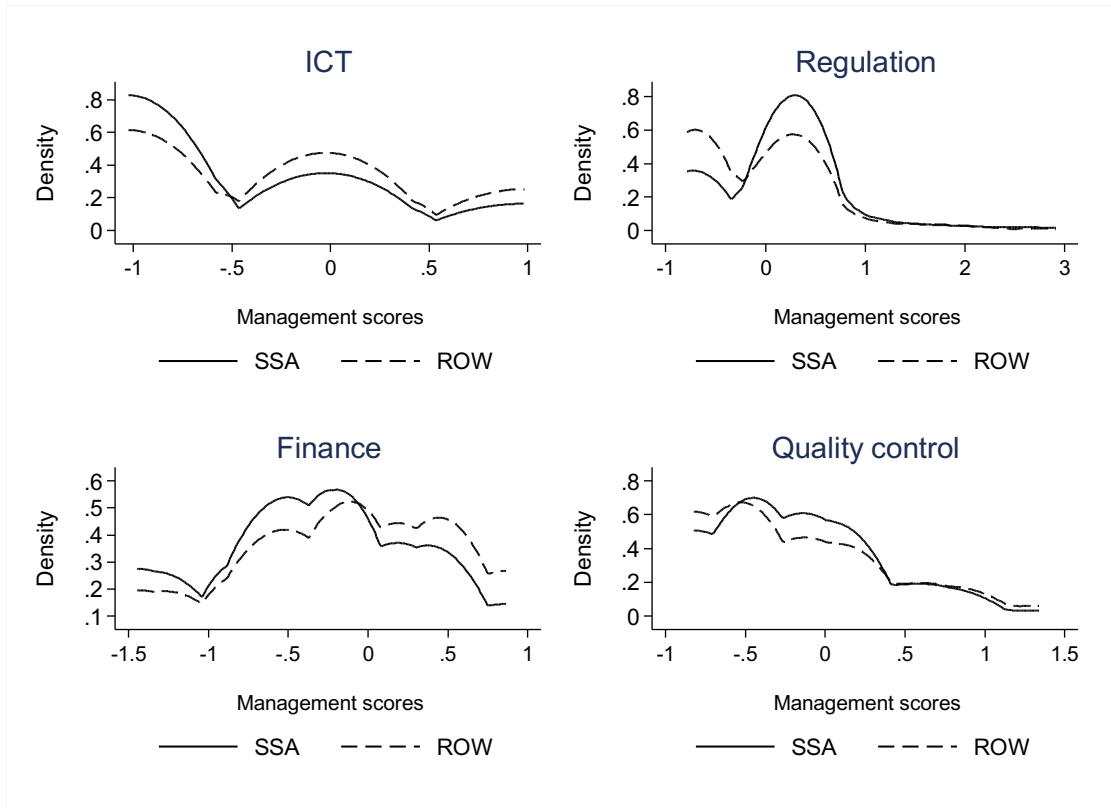 ICT
Density
.8
.6
.4
.2
0
-1
-.5
0
.5
1
Management scores
SSA
ROW
Regulation
Density
.8
.6
.4
.2
0
-1
0
1
2
3
Management scores
SSA
ROW
Finance
Density
.6
.5
.4
.3
.2
.1
-1.5
-1
-.5
0
.5
1
Management scores
SSA
ROW
Quality control
Density
.8
.6
.4
.2
0
-1
-.5
0
.5
1
1.5
Management scores
SSA
ROW